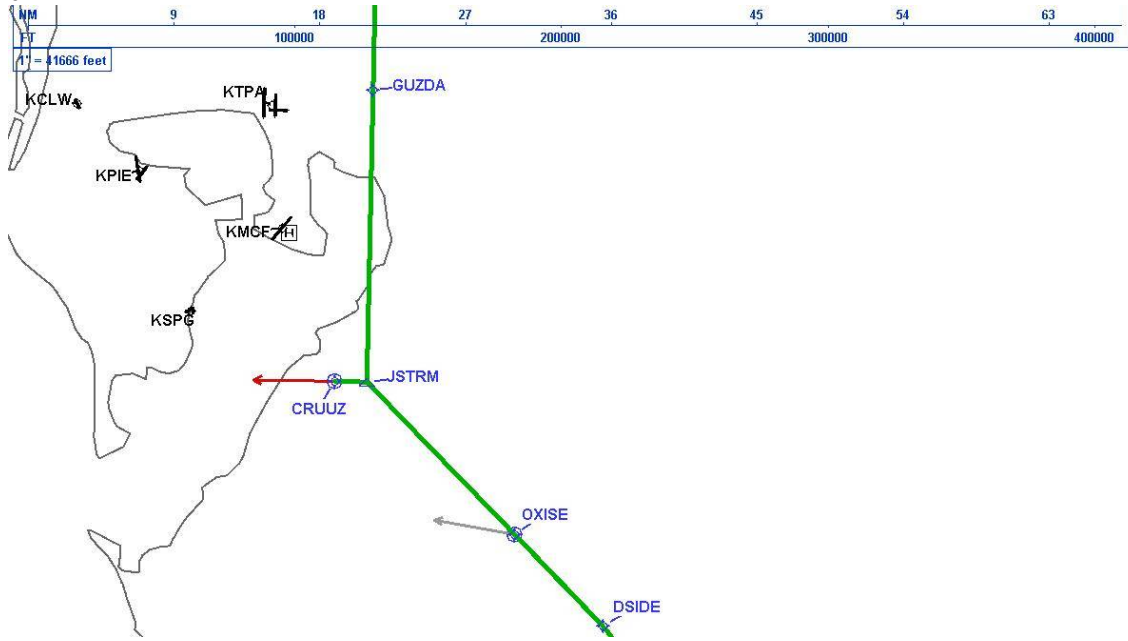 NM 9 18 27 36 45 54 63
FT 100000 200000 300000 400000
1" = 41666 feet
GUZDA
KTPA
KCLW
KPIE
KMCF H
KSPG
JSTRM
CRUUZ
OXISE
DSIDE